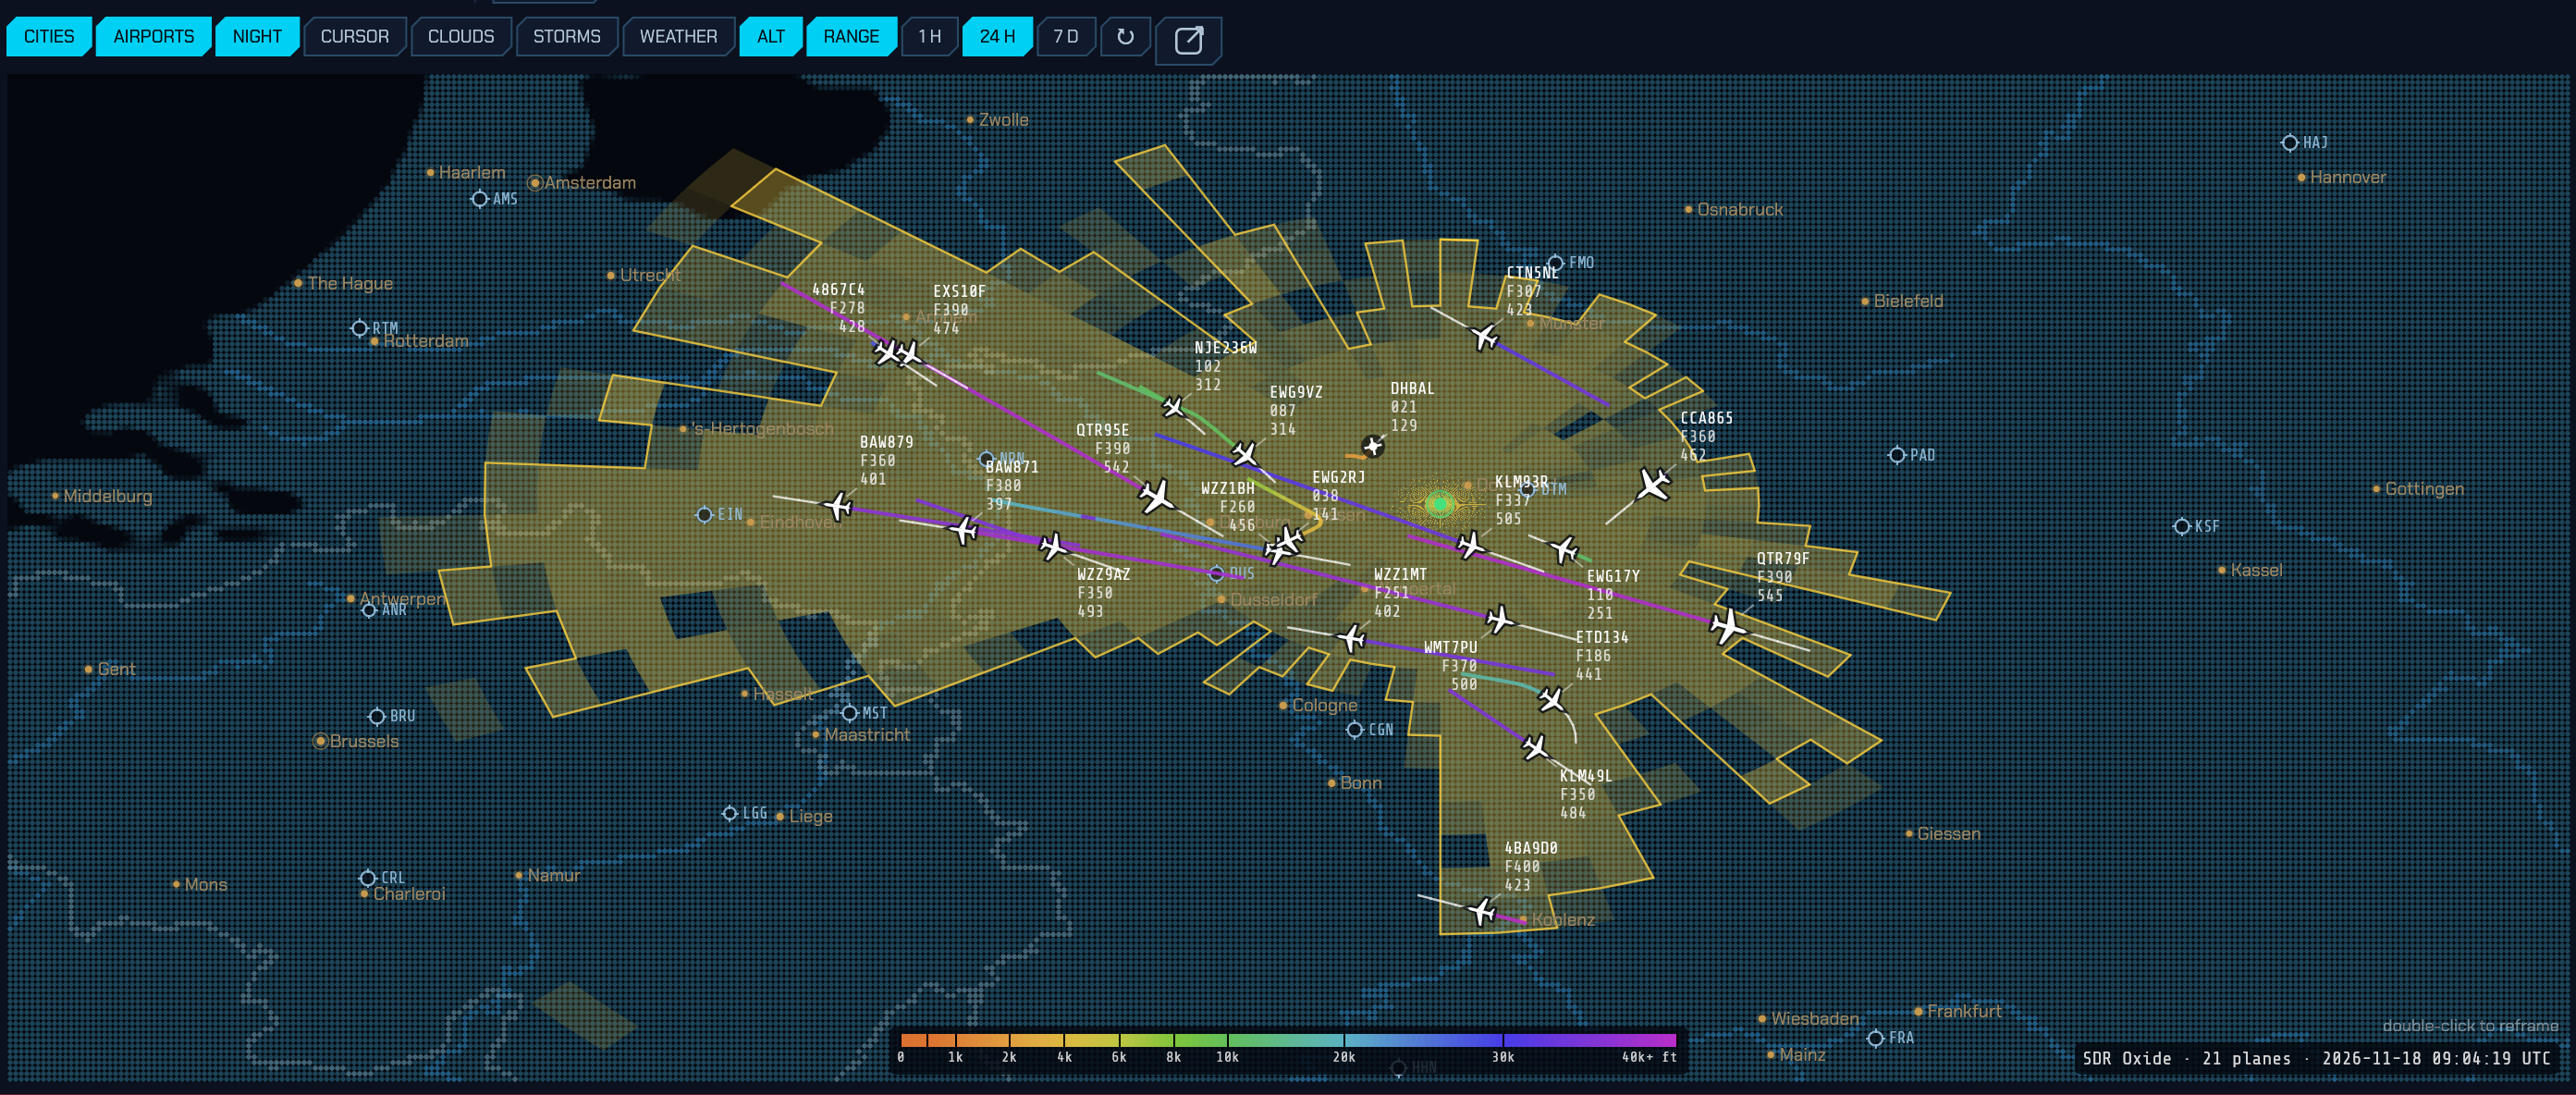 CITIES AIRPORTS NIGHT CURSOR CLOUDS STORMS WEATHER ALT RANGE 1 H 24 H 7 D ↻
Zwolle
HAJ
Haarlem
Amsterdam
Hannover
AMS
Osnabruck
FMO
CTN5NL
F307
423
Utrecht
The Hague
4867C4
F278
428
EXS10F
F390
474
Bielefeld
RTM
Rotterdam
Munster
NJE236W
102
312
EWG9VZ
087
314
DHBAL
021
129
CCA865
F360
462
's-Hertogenbosch
QTR95E
F390
542
BAW879
F360
401
NRN
BAW871
F380
397
PAD
EWG2RJ
038
141
KLM93R
F337
505
DTM
WZZ1BH
F260
456
Middelburg
Gottingen
EIN
Eindhoven
KSF
QTR79F
F390
545
Kassel
DUS
WZZ9AZ
F350
493
WZZ1MT
F251
402
EWG17Y
110
251
Antwerpen
ANR
Dusseldorf
ETD134
F186
441
WMT7PU
F370
500
Gent
Hasselt
Cologne
BRU
MST
CGN
Brussels
Maastricht
Bonn
KLM49L
F350
484
LGG
Liege
Giessen
4BA9D0
F400
423
Namur
CRL
Mons
Charleroi
Koblenz
Frankfurt
Wiesbaden
double-click to reframe
FRA
Mainz
0 1k 2k 4k 6k 8k 10k 20k 30k 40k+ ft
HHN
SDR Oxide · 21 planes · 2026-11-18 09:04:19 UTC